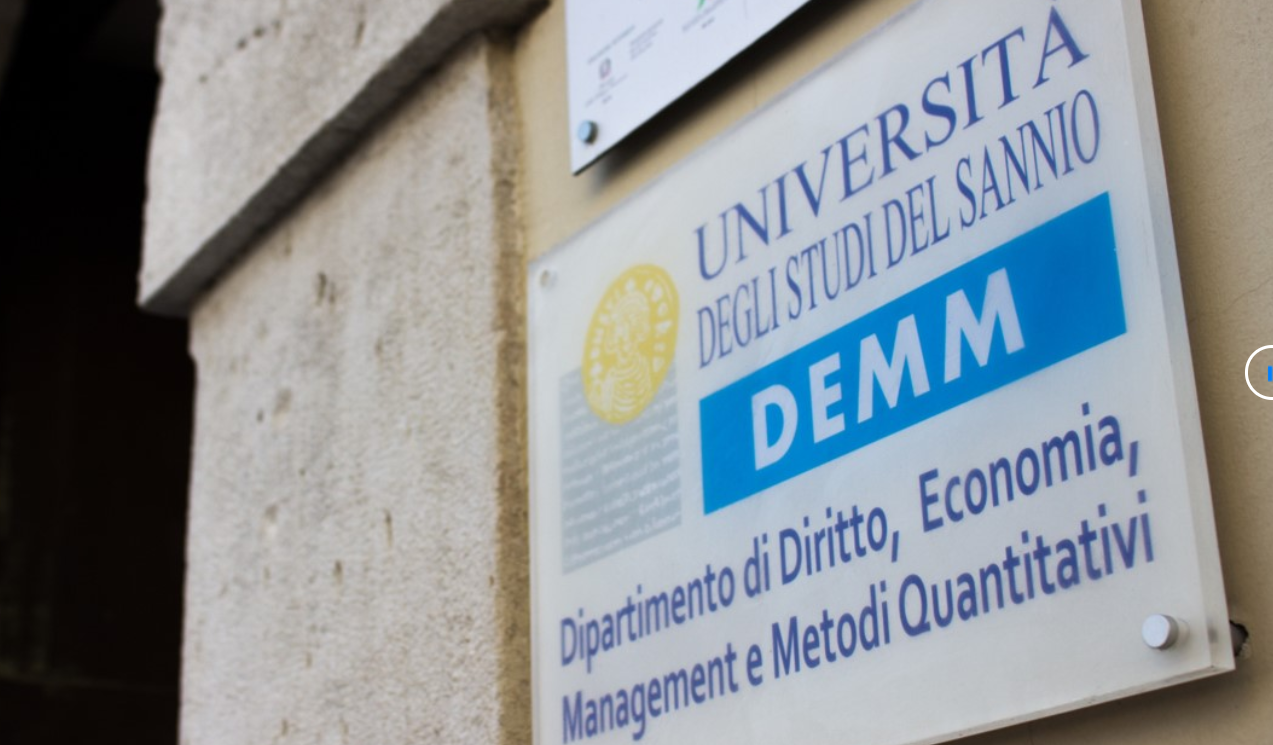 UNIVERSITÀ
DEGLI STUDI DEL SANNIO
DEMM
Dipartimento di Diritto, Economia,
Management e Metodi Quantitativi